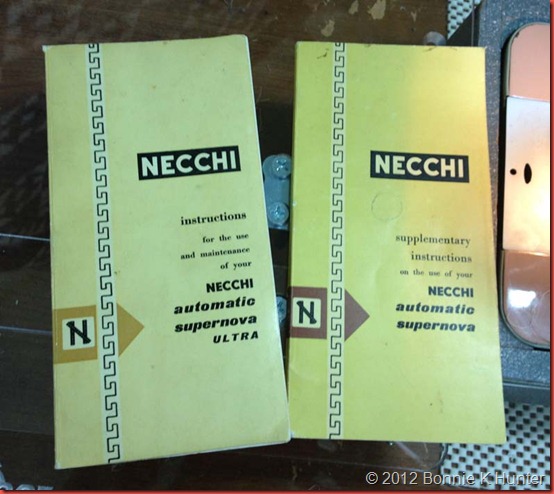 NECCHI
instructions
for the use
and maintenance
of your
NECCHI
automatic
supernova
ULTRA
N
NECCHI
supplementary
instructions
on the use of your
NECCHI
automatic
supernova
N
© 2012 Bonnie K Hunter